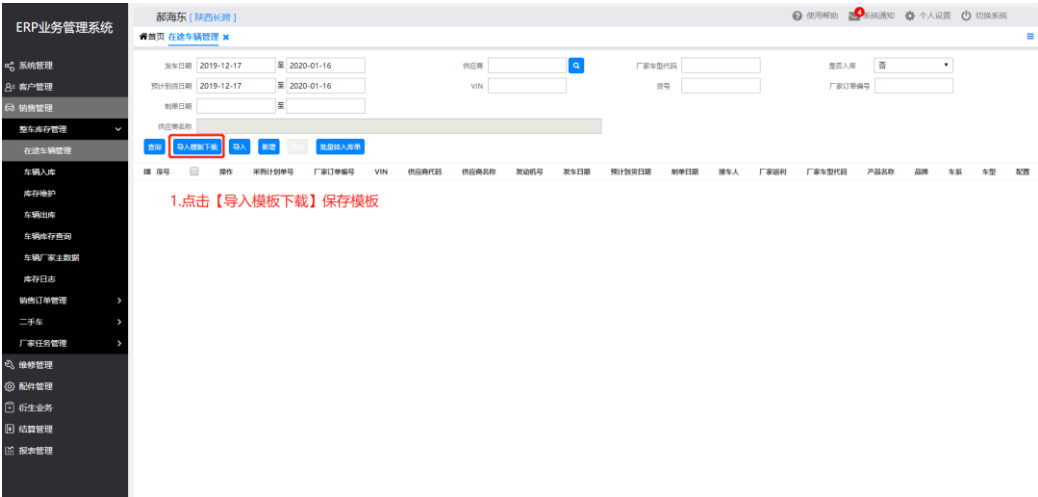 ERP业务管理系统
郝海东 [ 陕西长跨 ]
使用帮助 4 系统通知 个人设置 切换系统
首页 在途车辆管理 ×
系统管理
客户管理
销售管理
整车库存管理
在途车辆管理
车辆入库
库存维护
车辆出库
车辆库存查询
车辆厂家主数据
库存日志
销售订单管理
二手车
厂家任务管理
维修管理
配件管理
衍生业务
结算管理
报表管理
发车日期 2019-12-17 至 2020-01-16 供应商 厂家车型代码 是否入库 否
预计到货日期 2019-12-17 至 2020-01-16 VIN 货号 厂家订单编号
制单日期 至
供应商名称
查询 导入模板下载 导入 新增 批量转入库单
序号 操作 采购计划单号 厂家订单编号 VIN 供应商代码 供应商名称 发动机号 发车日期 预计到货日期 制单日期 接车人 厂家返利 厂家车型代码 产品名称 品牌 车系 车型 配置
1.点击【导入模板下载】保存模板